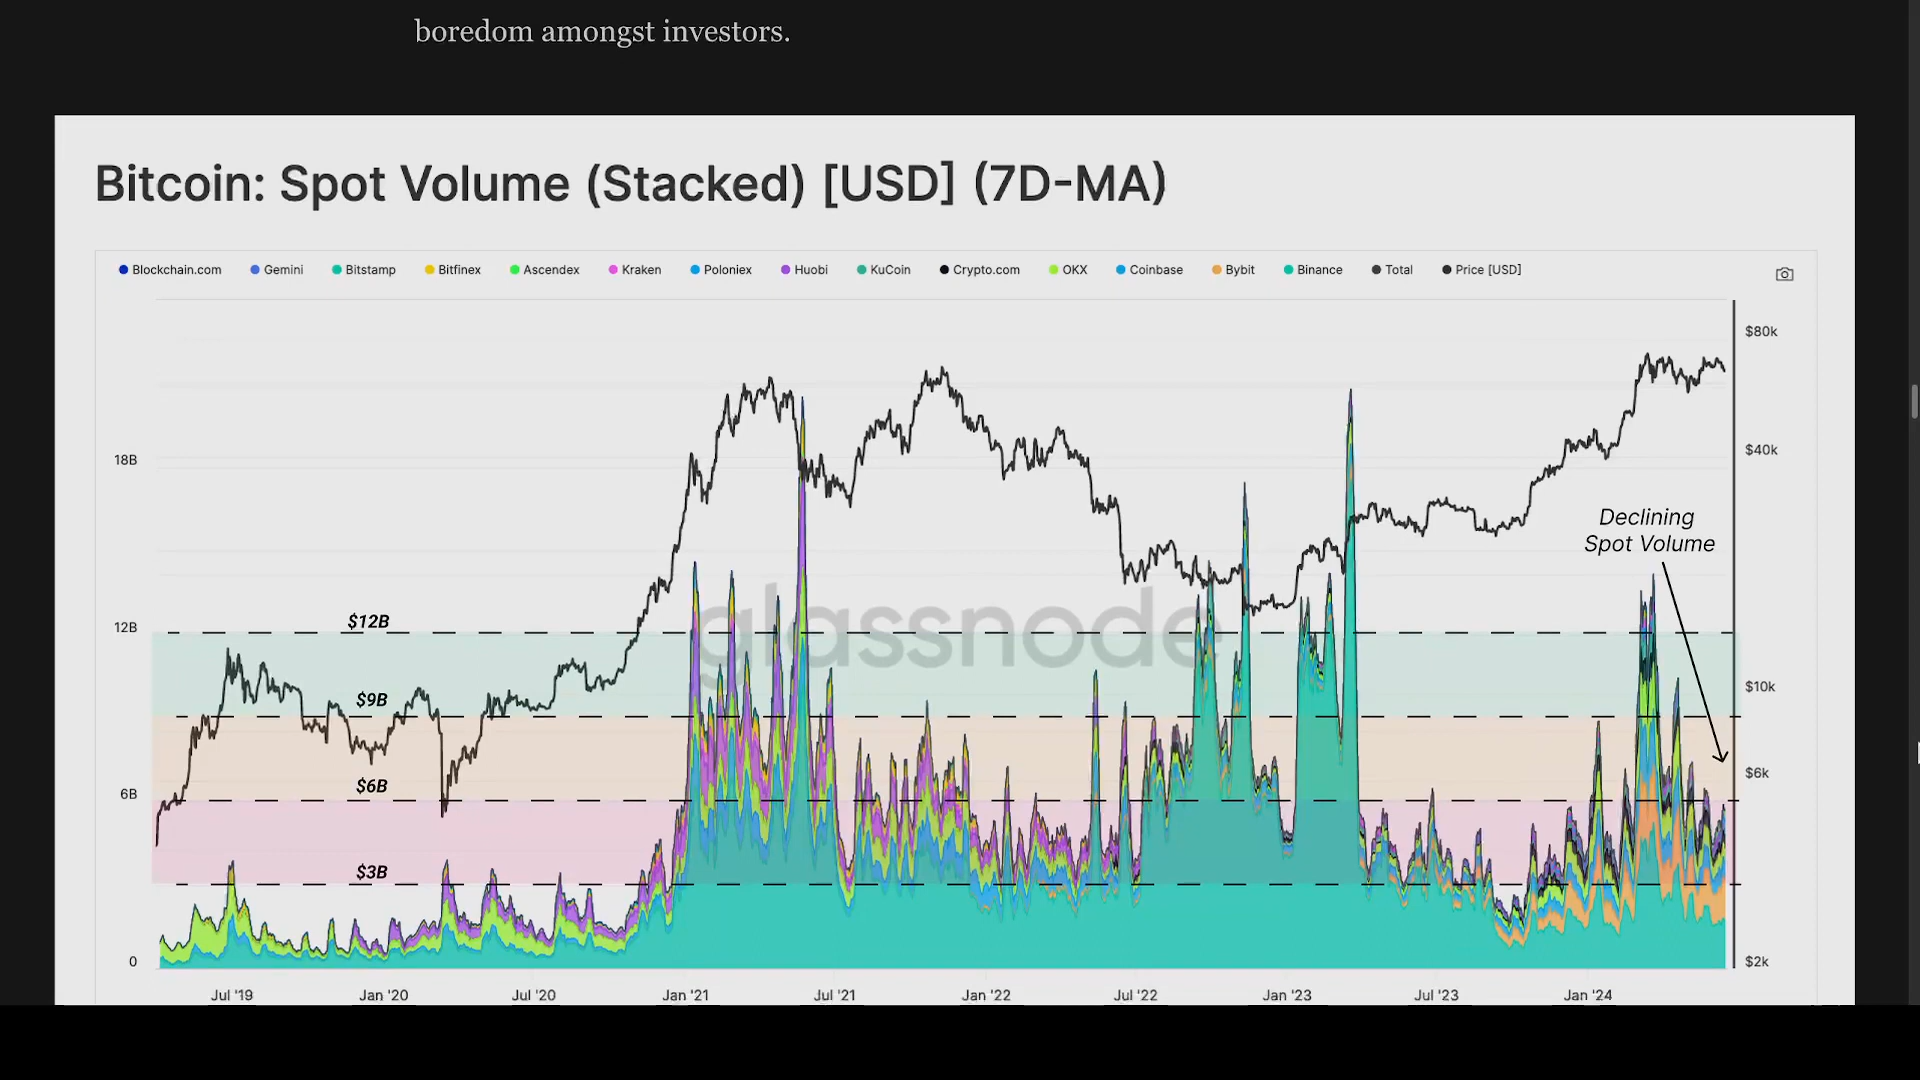 boredom amongst investors.
Bitcoin: Spot Volume (Stacked) [USD] (7D-MA)
Blockchain.com Gemini Bitstamp Bitfinex Ascendex Kraken Poloniex Huobi KuCoin Crypto.com OKX Coinbase Bybit Binance Total Price [USD]
$80k
18B
$40k
Declining
Spot Volume
glassnode
12B
$12B
$9B
$10k
$6B
$6k
6B
$3B
0
$2k
Jul '19 Jan '20 Jul '20 Jan '21 Jul '21 Jan '22 Jul '22 Jan '23 Jul '23 Jan '24